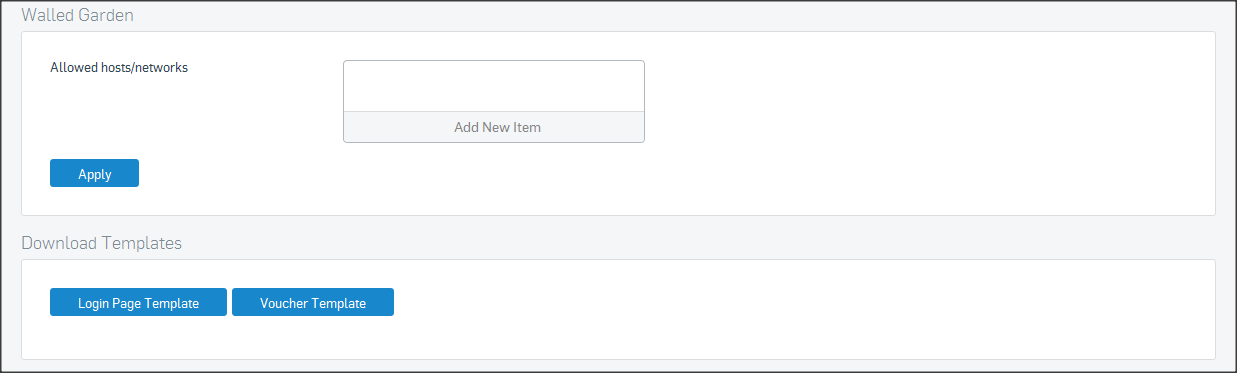 Walled Garden
Allowed hosts/networks
Add New Item
Apply
Download Templates
Login Page Template Voucher Template